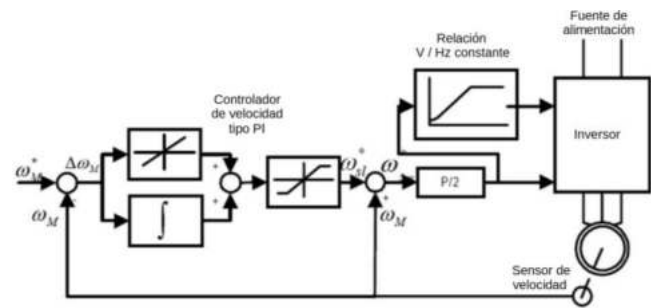 Fuente de
alimentación
Relación
V / Hz constante
Controlador
de velocidad
tipo PI
Inversor
ω*M
ΔωM
ω*sl
ω
P/2
ωM
ωM
+
+
+
Sensor de
velocidad